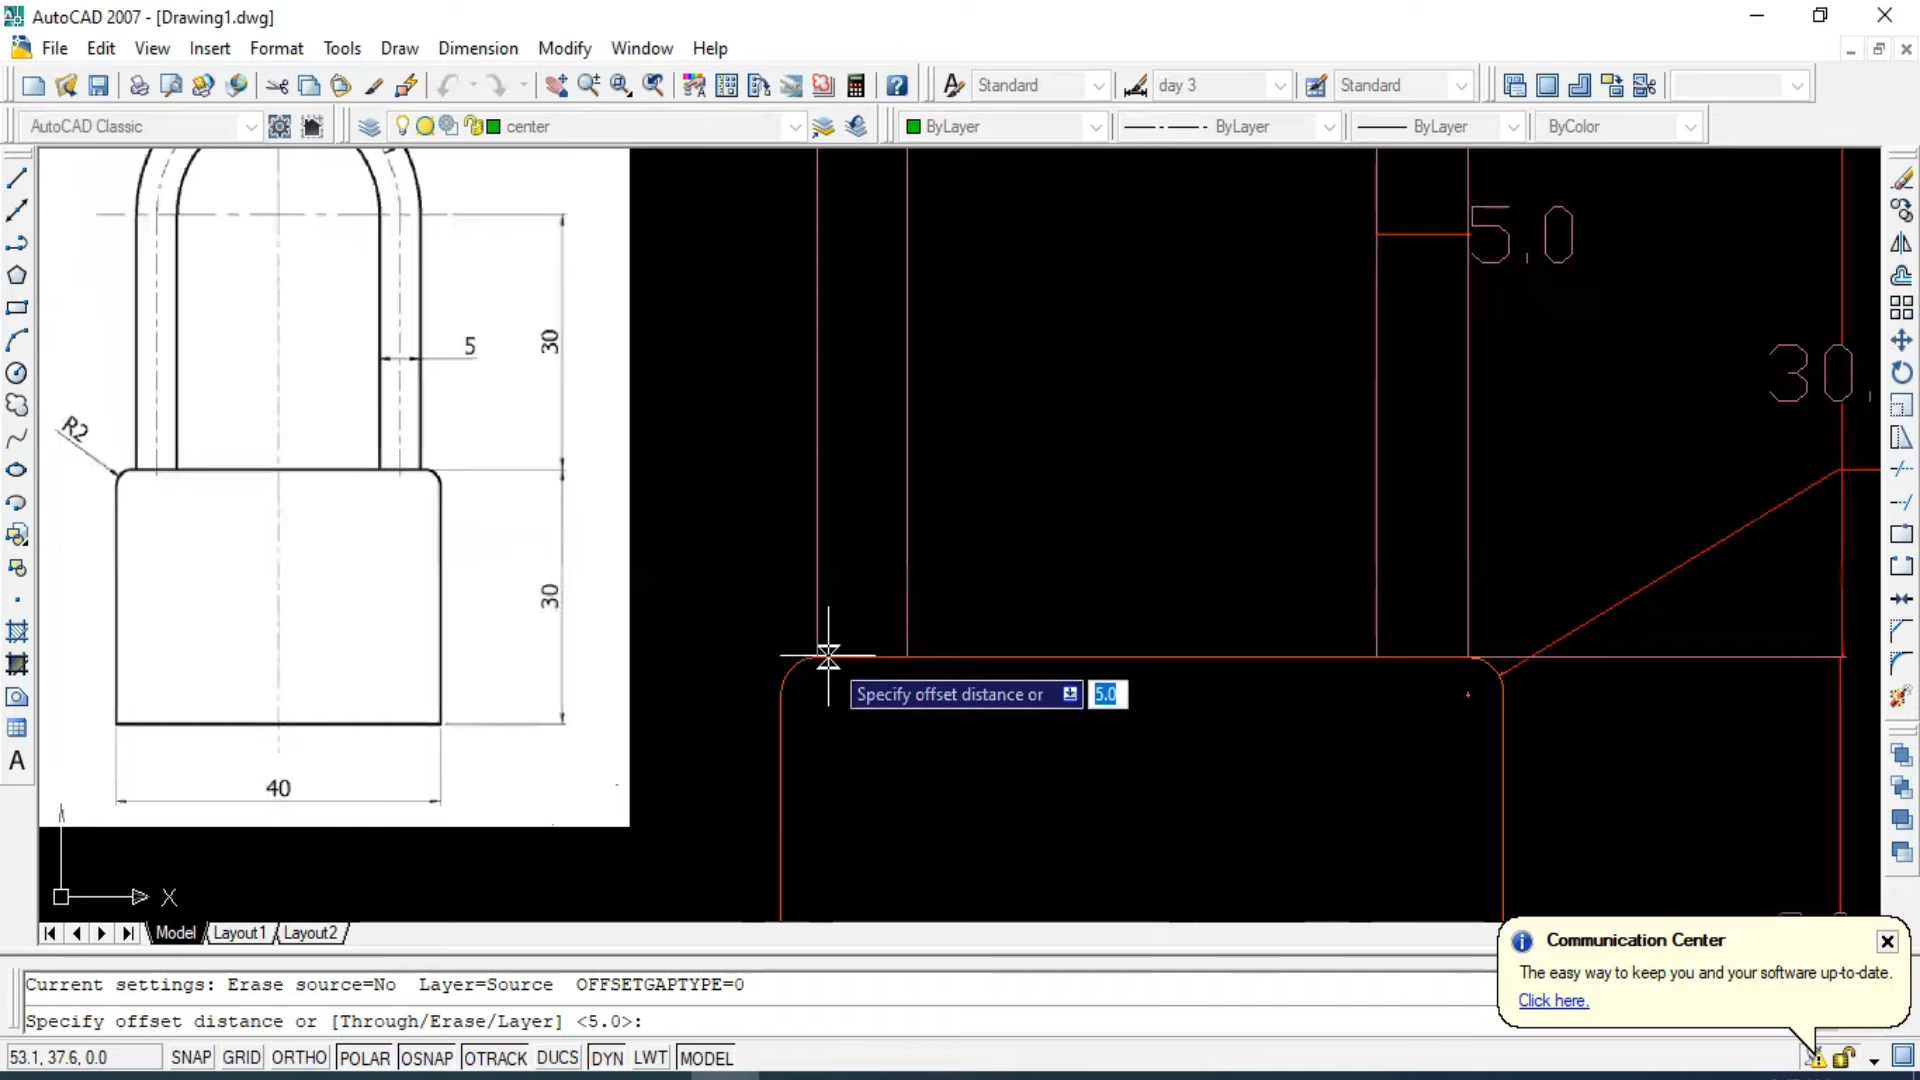 AutoCAD 2007 - [Drawing1.dwg]
File Edit View Insert Format Tools Draw Dimension Modify Window Help
Standard day 3 Standard
AutoCAD Classic center ByLayer ByLayer ByLayer ByColor
5.0
30.
30
5
R2
30
40
Specify offset distance or 5.0
X
Model Layout1 Layout2
Communication Center
The easy way to keep you and your software up-to-date.
Click here.
Current settings: Erase source=No Layer=Source OFFSETGAPTYPE=0
Specify offset distance or [Through/Erase/Layer] <5.0>:
53.1, 37.6, 0.0 SNAP GRID ORTHO POLAR OSNAP OTRACK DUCS DYN LWT MODEL